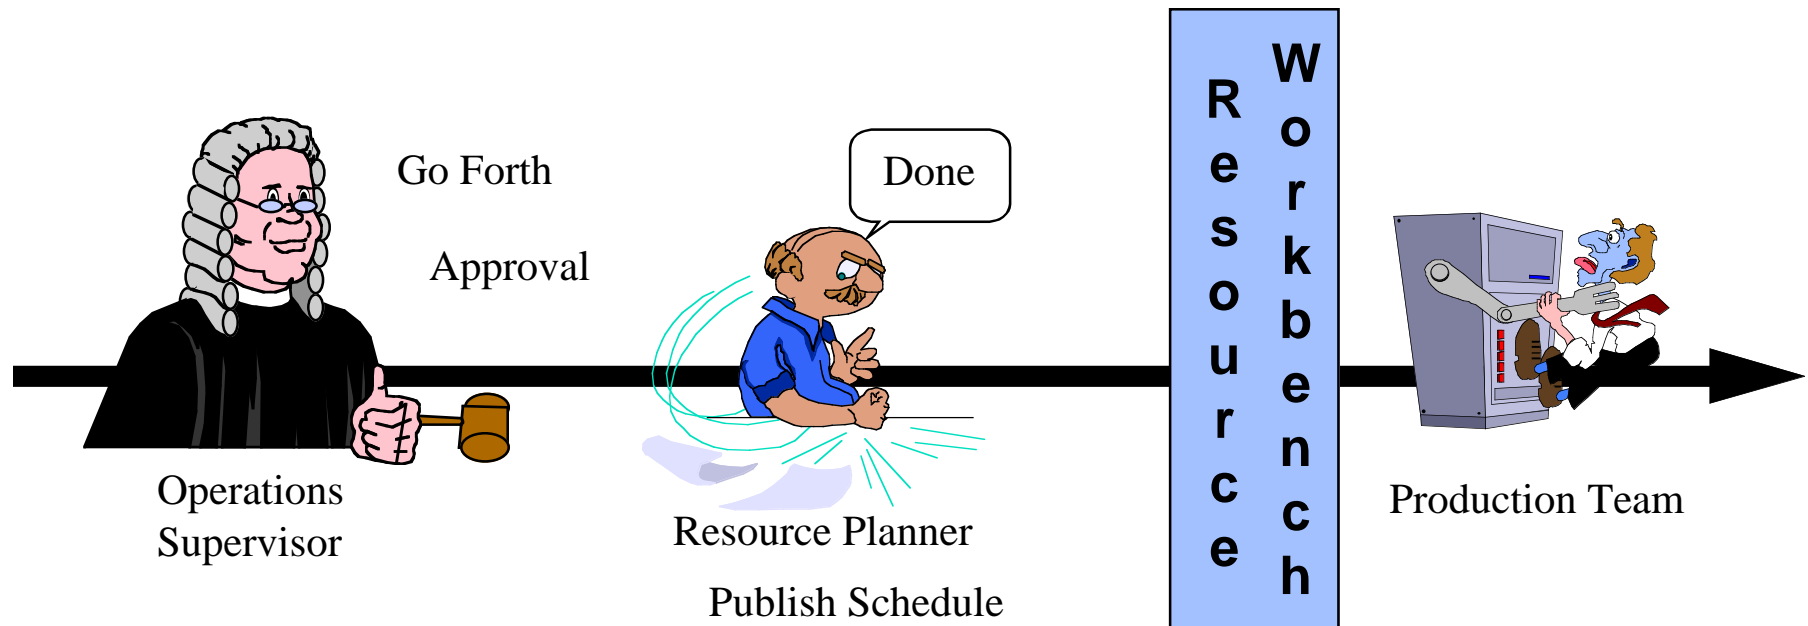 Go Forth
Approval
Operations
Supervisor
Done
Resource Planner
Publish Schedule
Resource
Workbench
Production Team